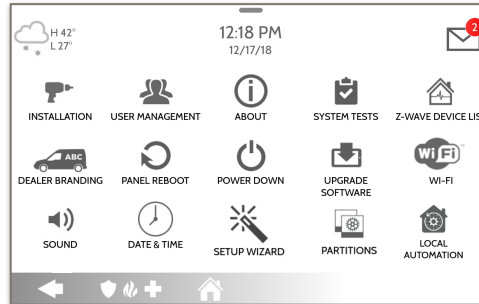 H 42°
L 27°
12:18 PM
12/17/18
2
INSTALLATION
USER MANAGEMENT
ABOUT
SYSTEM TESTS
Z-WAVE DEVICE LIS
ABC
DEALER BRANDING
PANEL REBOOT
POWER DOWN
UPGRADE
SOFTWARE
WiFi
WI-FI
SOUND
DATE & TIME
SETUP WIZARD
PARTITIONS
LOCAL
AUTOMATION